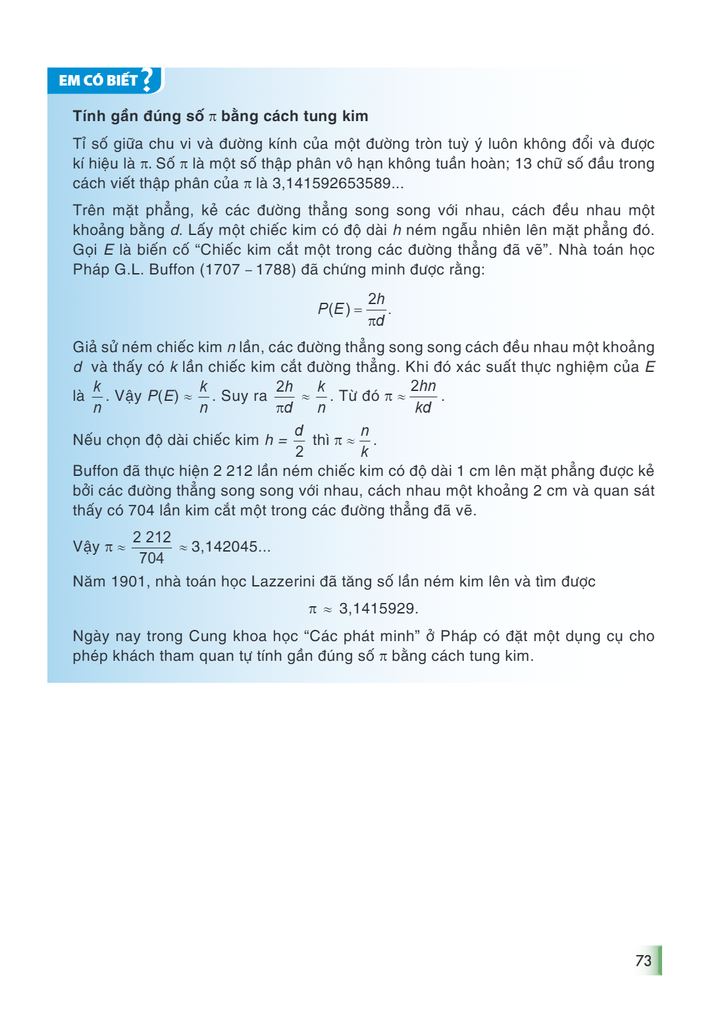 EM CÓ BIẾT ?
Tính gần đúng số π bằng cách tung kim
Tỉ số giữa chu vi và đường kính của một đường tròn tuỳ ý luôn không đổi và được
kí hiệu là π. Số π là một số thập phân vô hạn không tuần hoàn; 13 chữ số đầu trong
cách viết thập phân của π là 3,141592653589...
Trên mặt phẳng, kẻ các đường thẳng song song với nhau, cách đều nhau một
khoảng bằng d. Lấy một chiếc kim có độ dài h ném ngẫu nhiên lên mặt phẳng đó.
Gọi E là biến cố “Chiếc kim cắt một trong các đường thẳng đã vẽ”. Nhà toán học
Pháp G.L. Buffon (1707 – 1788) đã chứng minh được rằng:
P(E) = 2h/πd.
Giả sử ném chiếc kim n lần, các đường thẳng song song cách đều nhau một khoảng
d và thấy có k lần chiếc kim cắt đường thẳng. Khi đó xác suất thực nghiệm của E
là k/n. Vậy P(E) ≈ k/n. Suy ra 2h/πd ≈ k/n. Từ đó π ≈ 2hn/kd.
Nếu chọn độ dài chiếc kim h = d/2 thì π ≈ n/k.
Buffon đã thực hiện 2 212 lần ném chiếc kim có độ dài 1 cm lên mặt phẳng được kẻ
bởi các đường thẳng song song với nhau, cách nhau một khoảng 2 cm và quan sát
thấy có 704 lần kim cắt một trong các đường thẳng đã vẽ.
Vậy π ≈ 2 212/704 ≈ 3,142045...
Năm 1901, nhà toán học Lazzerini đã tăng số lần ném kim lên và tìm được
π ≈ 3,1415929.
Ngày nay trong Cung khoa học “Các phát minh” ở Pháp có đặt một dụng cụ cho
phép khách tham quan tự tính gần đúng số π bằng cách tung kim.
73